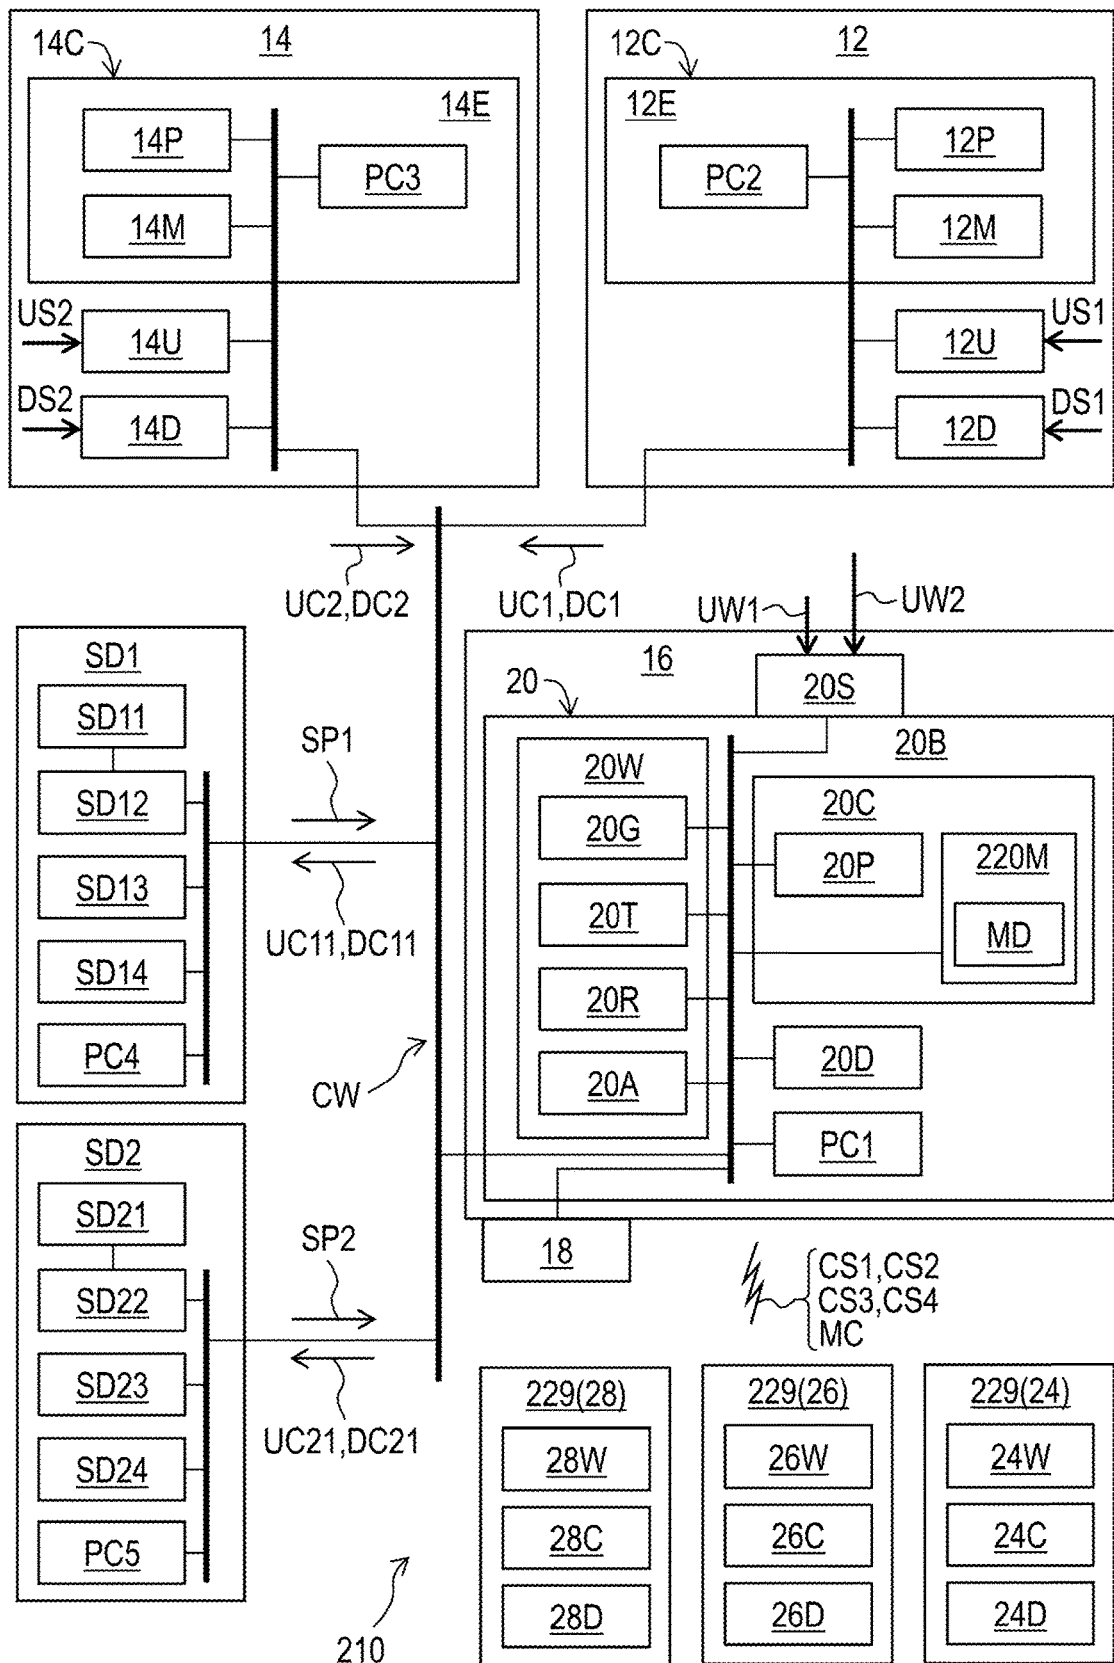 14
14C
14E
14P
PC3
14M
US2
14U
DS2
14D
12
12C
12E
12P
PC2
12M
US1
12U
DS1
12D
UC2,DC2
UC1,DC1
UW1
UW2
SD1
SD11
SD12
SD13
SD14
PC4
SP1
UC11,DC11
CW
16
20
20S
20B
20W
20G
20T
20R
20A
20C
20P
220M
MD
20D
PC1
18
SD2
SD21
SD22
SD23
SD24
PC5
SP2
UC21,DC21
CS1,CS2
CS3,CS4
MC
229(28)
28W
28C
28D
229(26)
26W
26C
26D
229(24)
24W
24C
24D
210